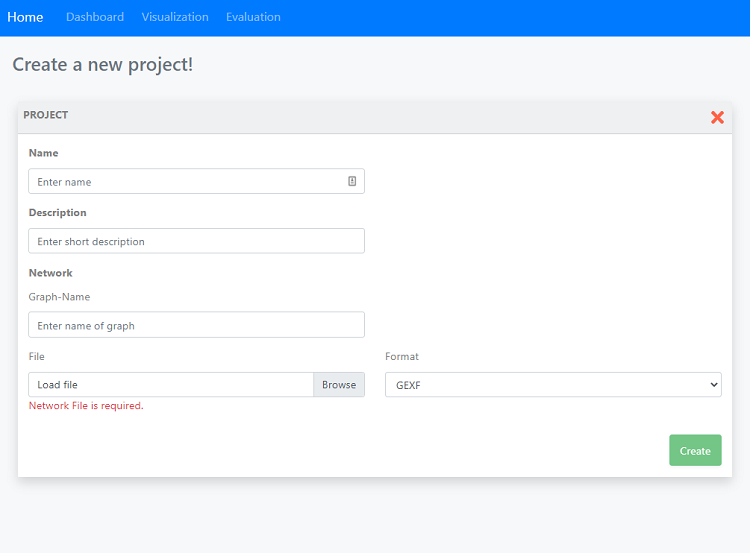 Home Dashboard Visualization Evaluation
Create a new project!
PROJECT
Name
Enter name
Description
Enter short description
Network
Graph-Name
Enter name of graph
File Format
Load file Browse GEXF
Network File is required.
Create